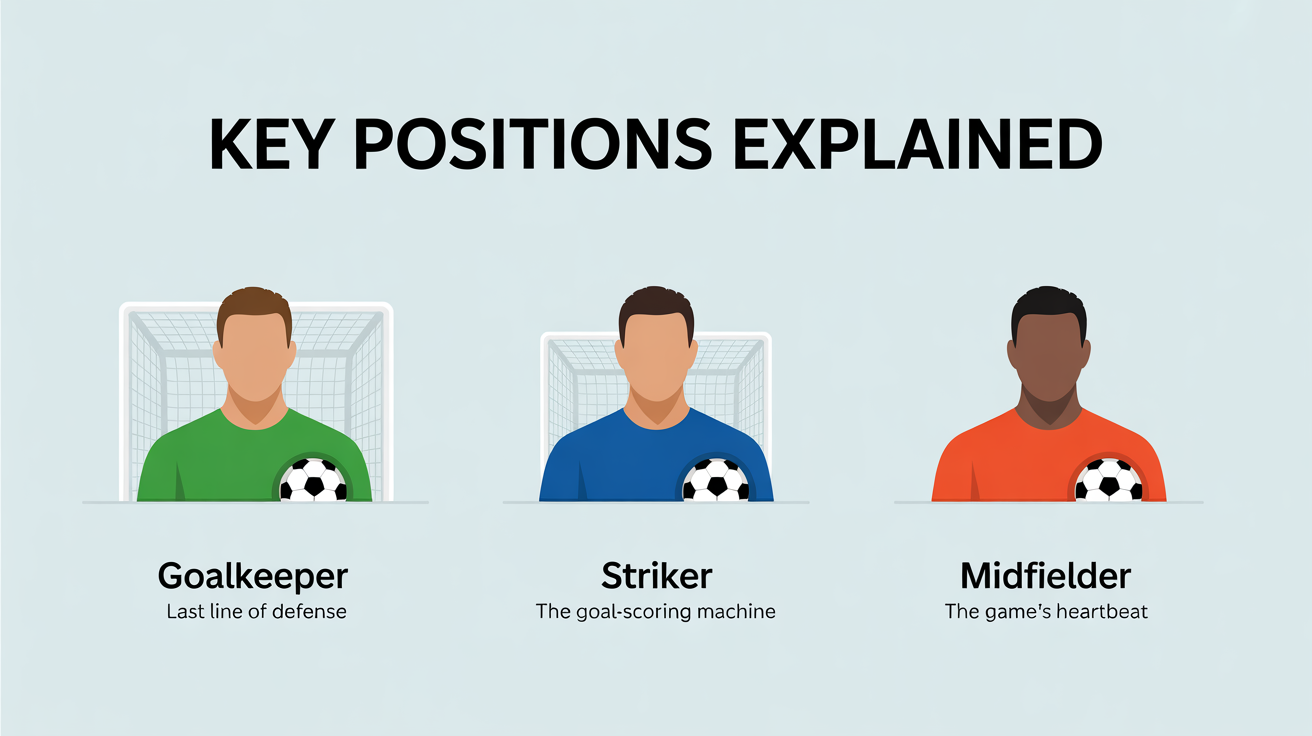 KEY POSITIONS EXPLAINED
Goalkeeper
Last line of defense
Striker
The goal-scoring machine
Midfielder
The game's heartbeat